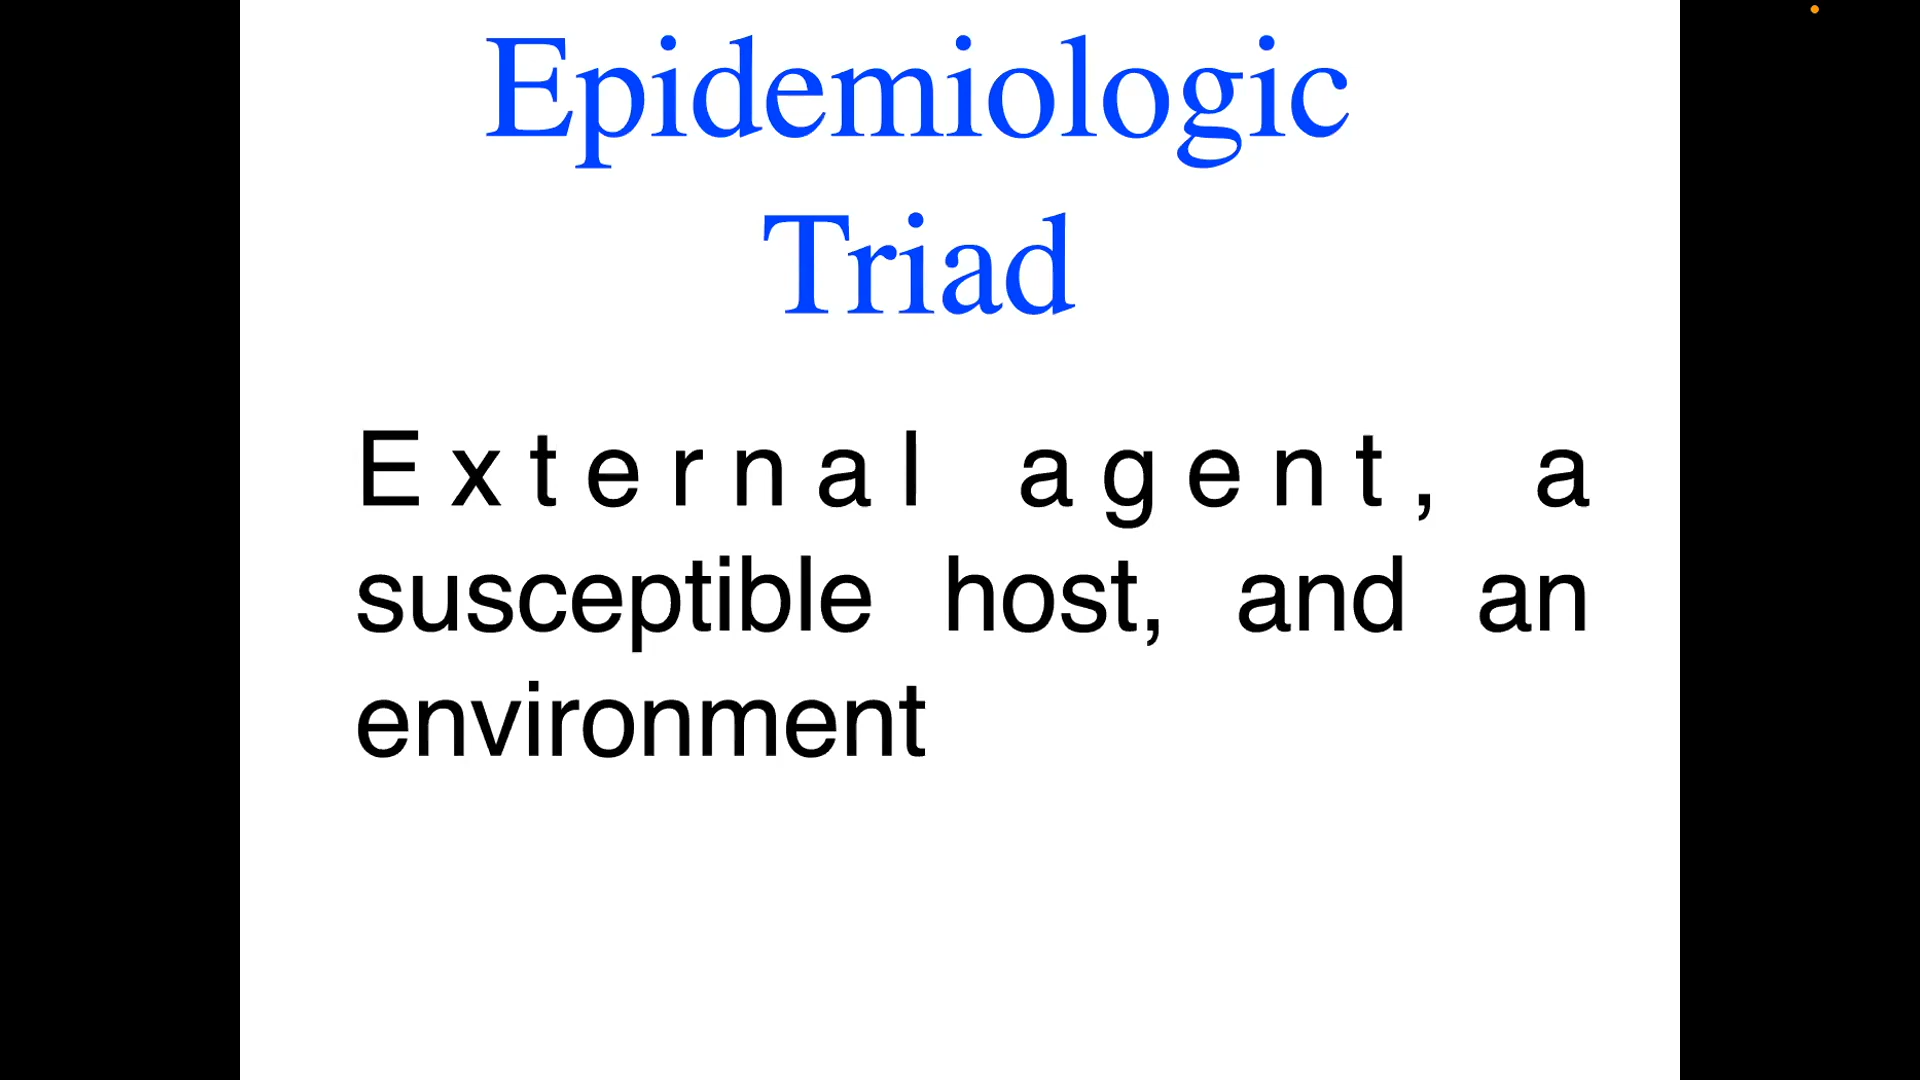 Epidemiologic
Triad
External agent, a
susceptible host, and an
environment